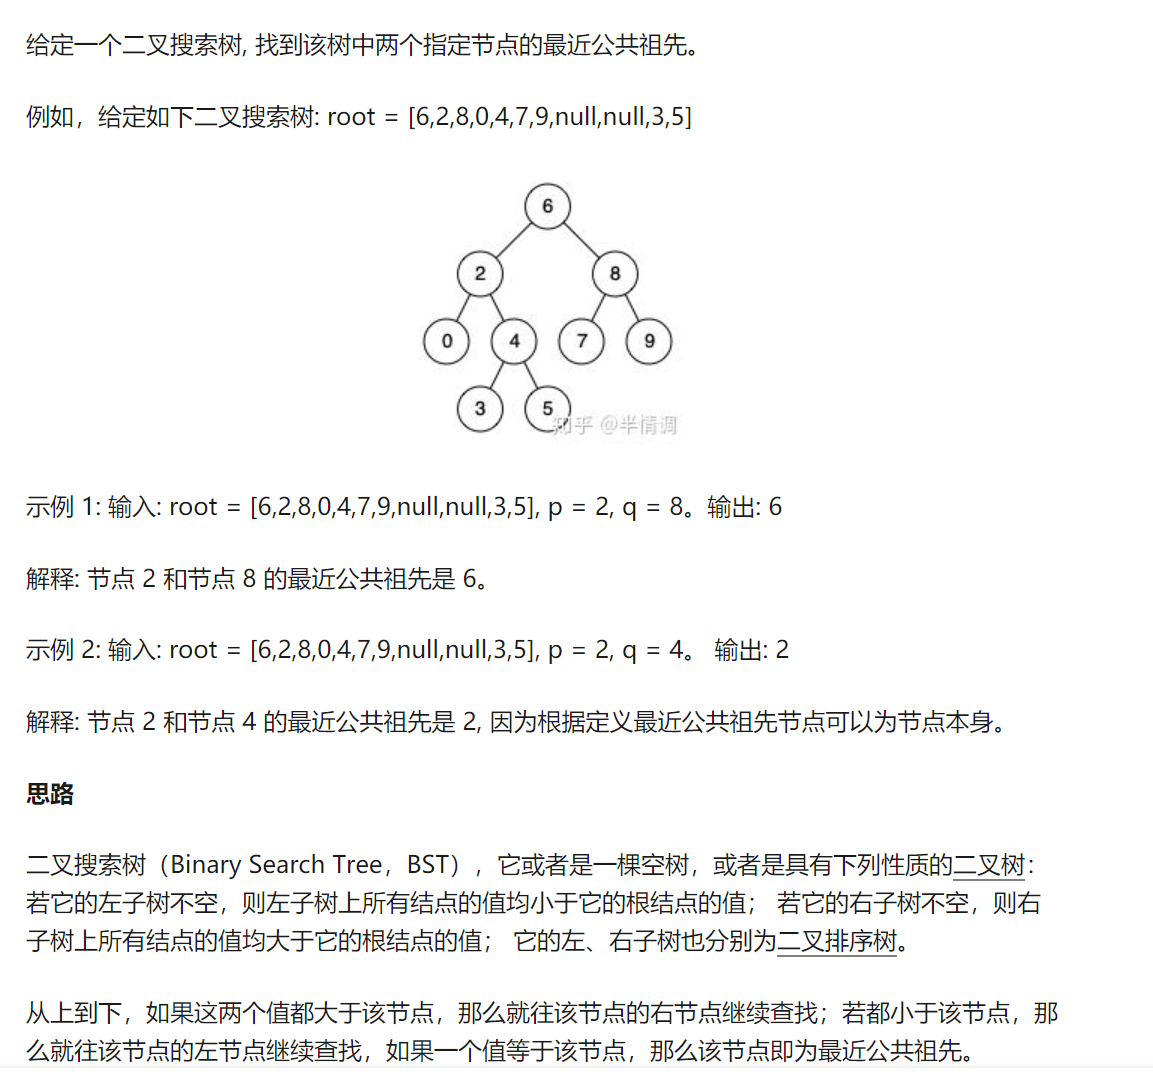 给定一个二叉搜索树, 找到该树中两个指定节点的最近公共祖先。
例如，给定如下二叉搜索树: root = [6,2,8,0,4,7,9,null,null,3,5]
6
2 8
0 4 7 9
3 5
知乎 @半情调
示例 1: 输入: root = [6,2,8,0,4,7,9,null,null,3,5], p = 2, q = 8。输出: 6
解释: 节点 2 和节点 8 的最近公共祖先是 6。
示例 2: 输入: root = [6,2,8,0,4,7,9,null,null,3,5], p = 2, q = 4。 输出: 2
解释: 节点 2 和节点 4 的最近公共祖先是 2, 因为根据定义最近公共祖先节点可以为节点本身。
思路
二叉搜索树（Binary Search Tree，BST），它或者是一棵空树，或者是具有下列性质的二叉树：
若它的左子树不空，则左子树上所有结点的值均小于它的根结点的值； 若它的右子树不空，则右
子树上所有结点的值均大于它的根结点的值； 它的左、右子树也分别为二叉排序树。
从上到下，如果这两个值都大于该节点，那么就往该节点的右节点继续查找；若都小于该节点，那
么就往该节点的左节点继续查找，如果一个值等于该节点，那么该节点即为最近公共祖先。